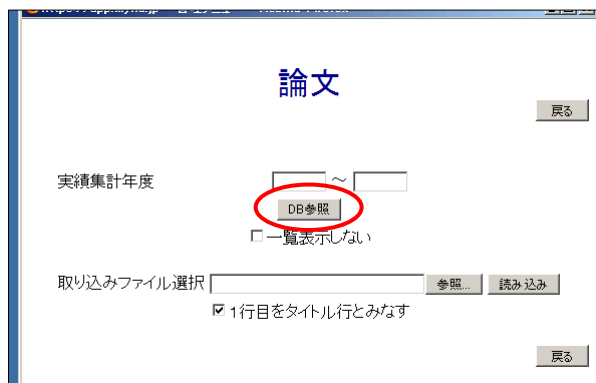 論文
戻る
実績集計年度 ～
DB参照
一覧表示しない
取り込みファイル選択 参照... 読み込み
1行目をタイトル行とみなす
戻る